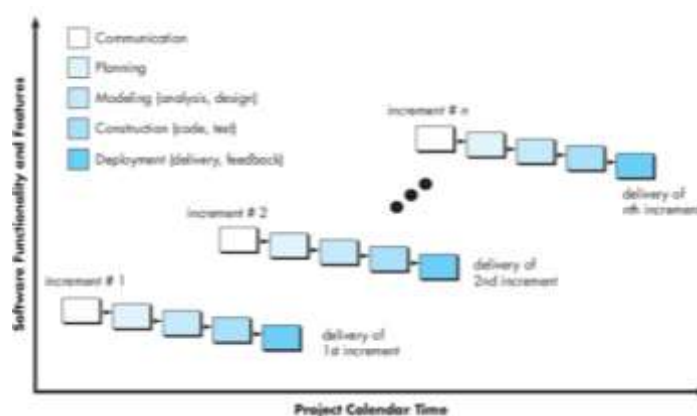 Software Functionality and Features
Communication
Planning
Modeling (analysis, design)
Construction (code, test)
Deployment (delivery, feedback)
increment # n
delivery of
nth increment
increment # 2
delivery of
2nd increment
increment # 1
delivery of
1st increment
Project Calendar Time